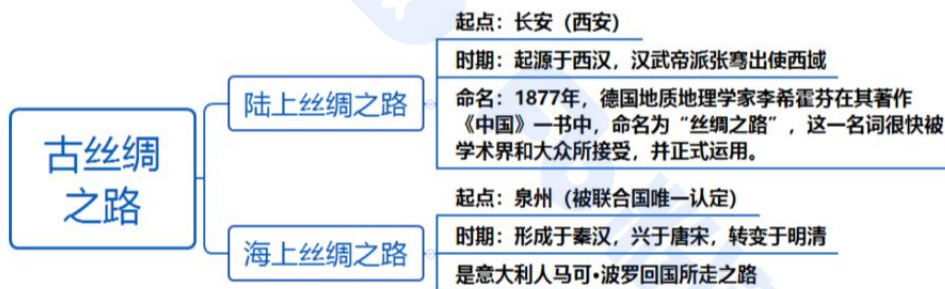 古丝绸
之路
陆上丝绸之路
起点：长安（西安）
时期：起源于西汉，汉武帝派张骞出使西域
命名：1877年，德国地质地理学家李希霍芬在其著作
《中国》一书中，命名为“丝绸之路”，这一名词很快被
学术界和大众所接受，并正式运用。
海上丝绸之路
起点：泉州（被联合国唯一认定）
时期：形成于秦汉，兴于唐宋，转变于明清
是意大利人马可•波罗回国所走之路